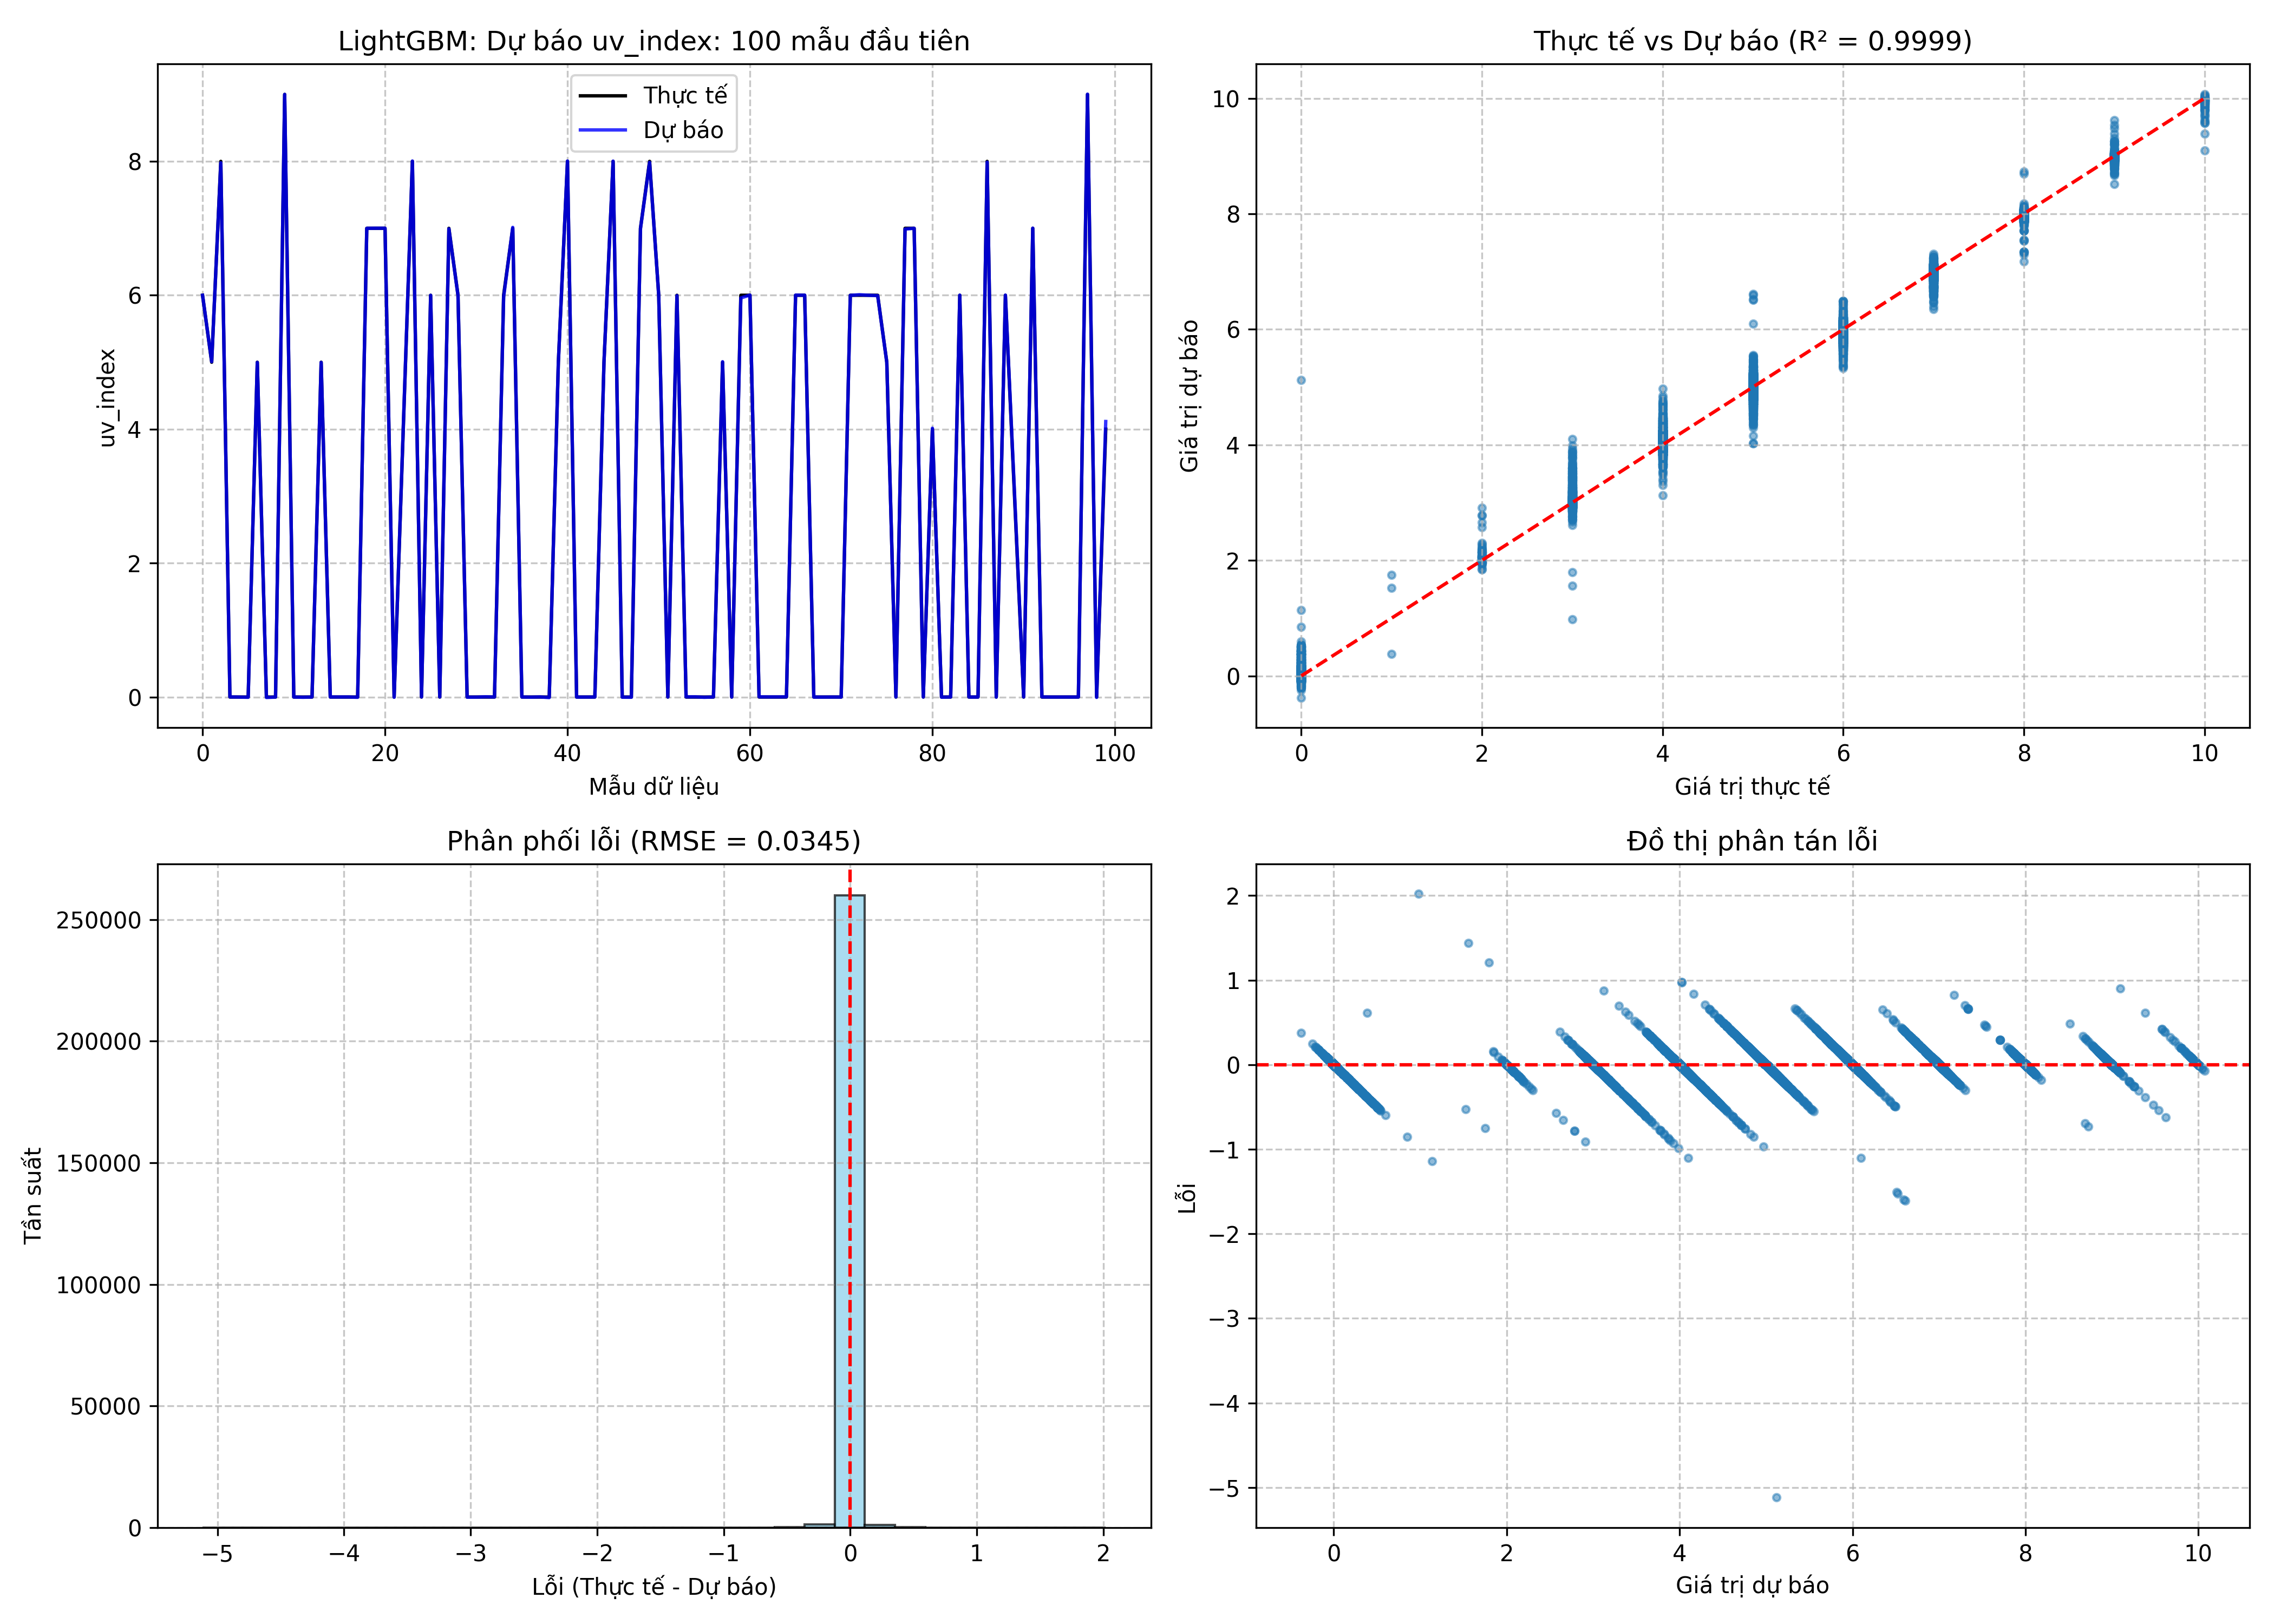 LightGBM: Dự báo uv_index: 100 mẫu đầu tiên
Thực tế
Dự báo
uv_index
8
6
4
2
0
0 20 40 60 80 100
Mẫu dữ liệu
Thực tế vs Dự báo (R² = 0.9999)
Giá trị dự báo
10
8
6
4
2
0
0 2 4 6 8 10
Giá trị thực tế
Phân phối lỗi (RMSE = 0.0345)
Tần suất
250000
200000
150000
100000
50000
0
−5 −4 −3 −2 −1 0 1 2
Lỗi (Thực tế - Dự báo)
Đồ thị phân tán lỗi
Lỗi
2
1
0
−1
−2
−3
−4
−5
0 2 4 6 8 10
Giá trị dự báo